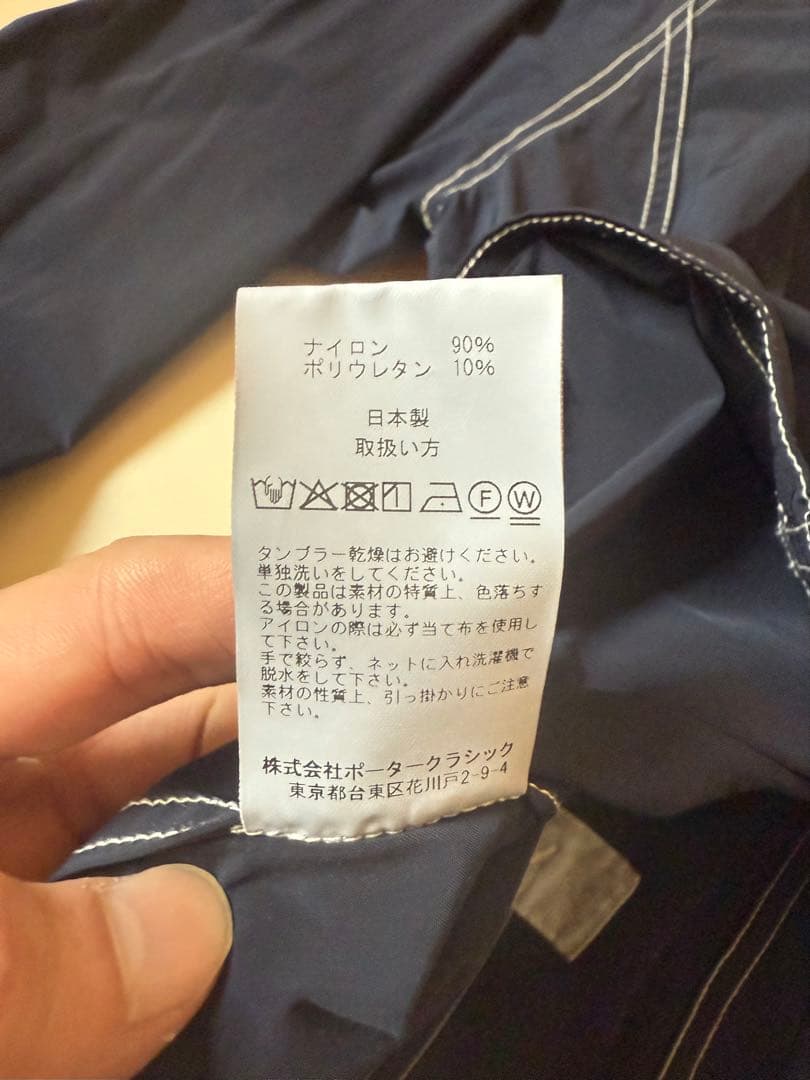 ナイロン 90%
ポリウレタン 10%
日本製
取扱い方
F W
タンブラー乾燥はお避けください。
単独洗いをしてください。
この製品は素材の特質上、色落ちす
る場合があります。
アイロンの際は必ず当て布を使用し
て下さい。
手で絞らず、ネットに入れ洗濯機で
脱水をして下さい。
素材の性質上、引っ掛かりにご注意
下さい。
株式会社ポータークラシック
東京都台東区花川戸2-9-4